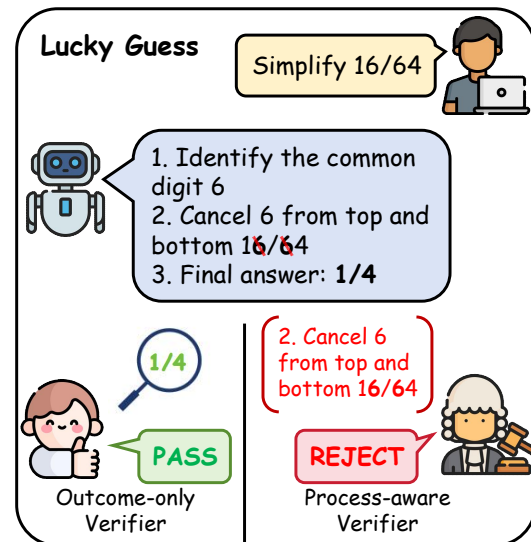 Lucky Guess
Simplify 16/64
1. Identify the common
digit 6
2. Cancel 6 from top and
bottom 16/64
3. Final answer: 1/4
1/4
PASS
Outcome-only
Verifier
2. Cancel 6
from top and
bottom 16/64
REJECT
Process-aware
Verifier